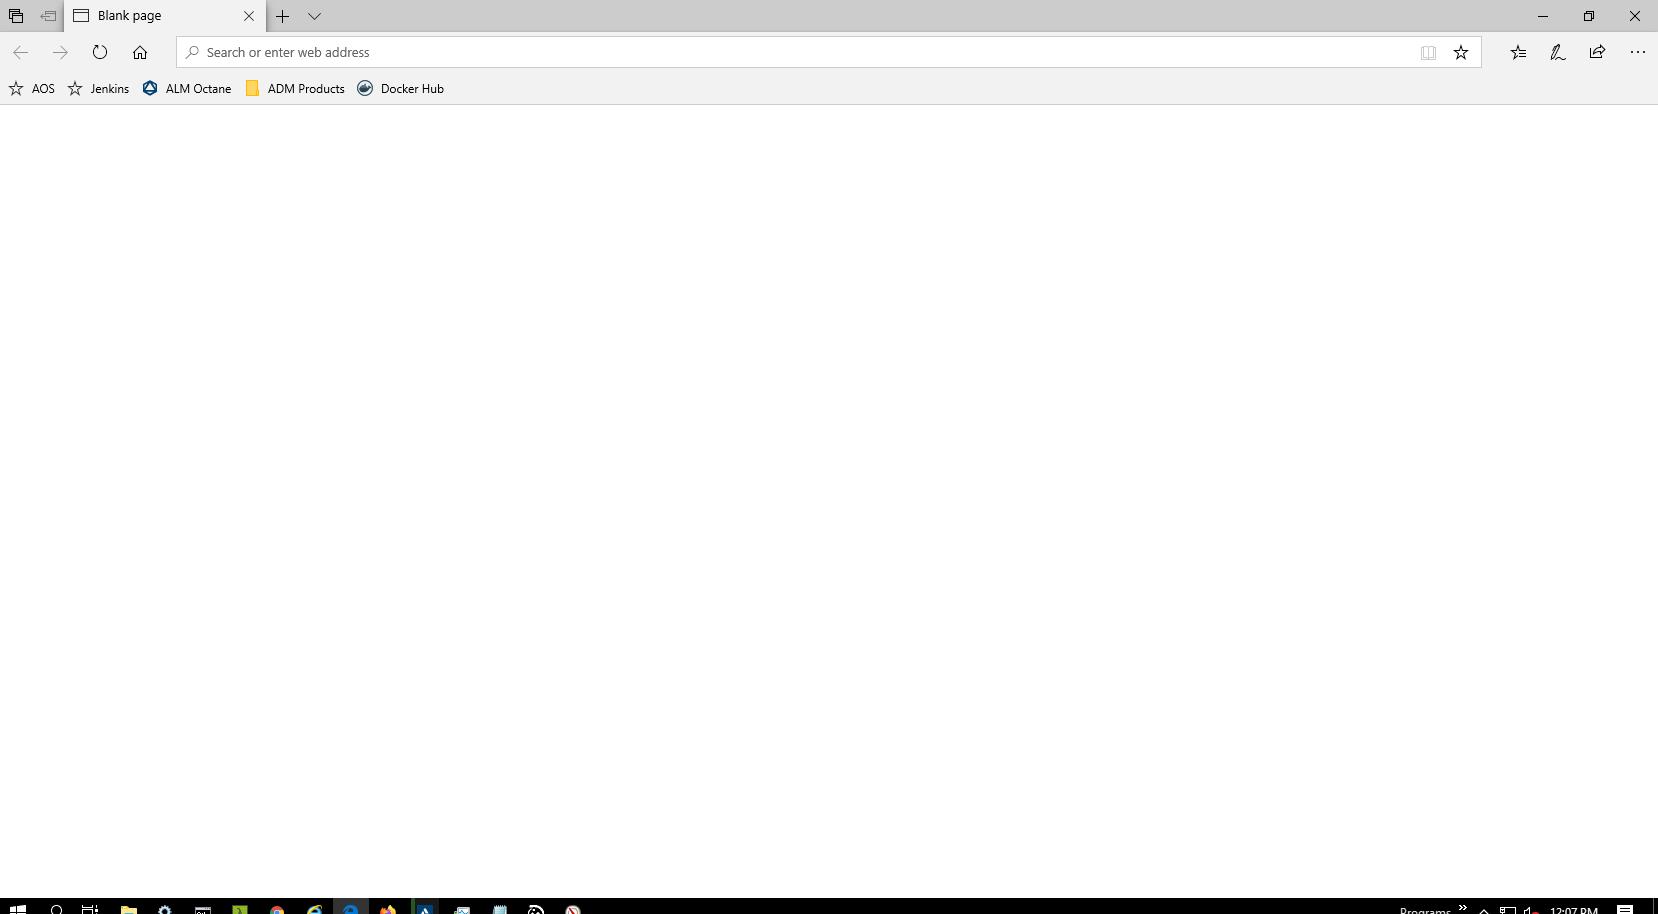 Blank page
Search or enter web address
AOS Jenkins ALM Octane ADM Products Docker Hub
Programs 12:07 PM